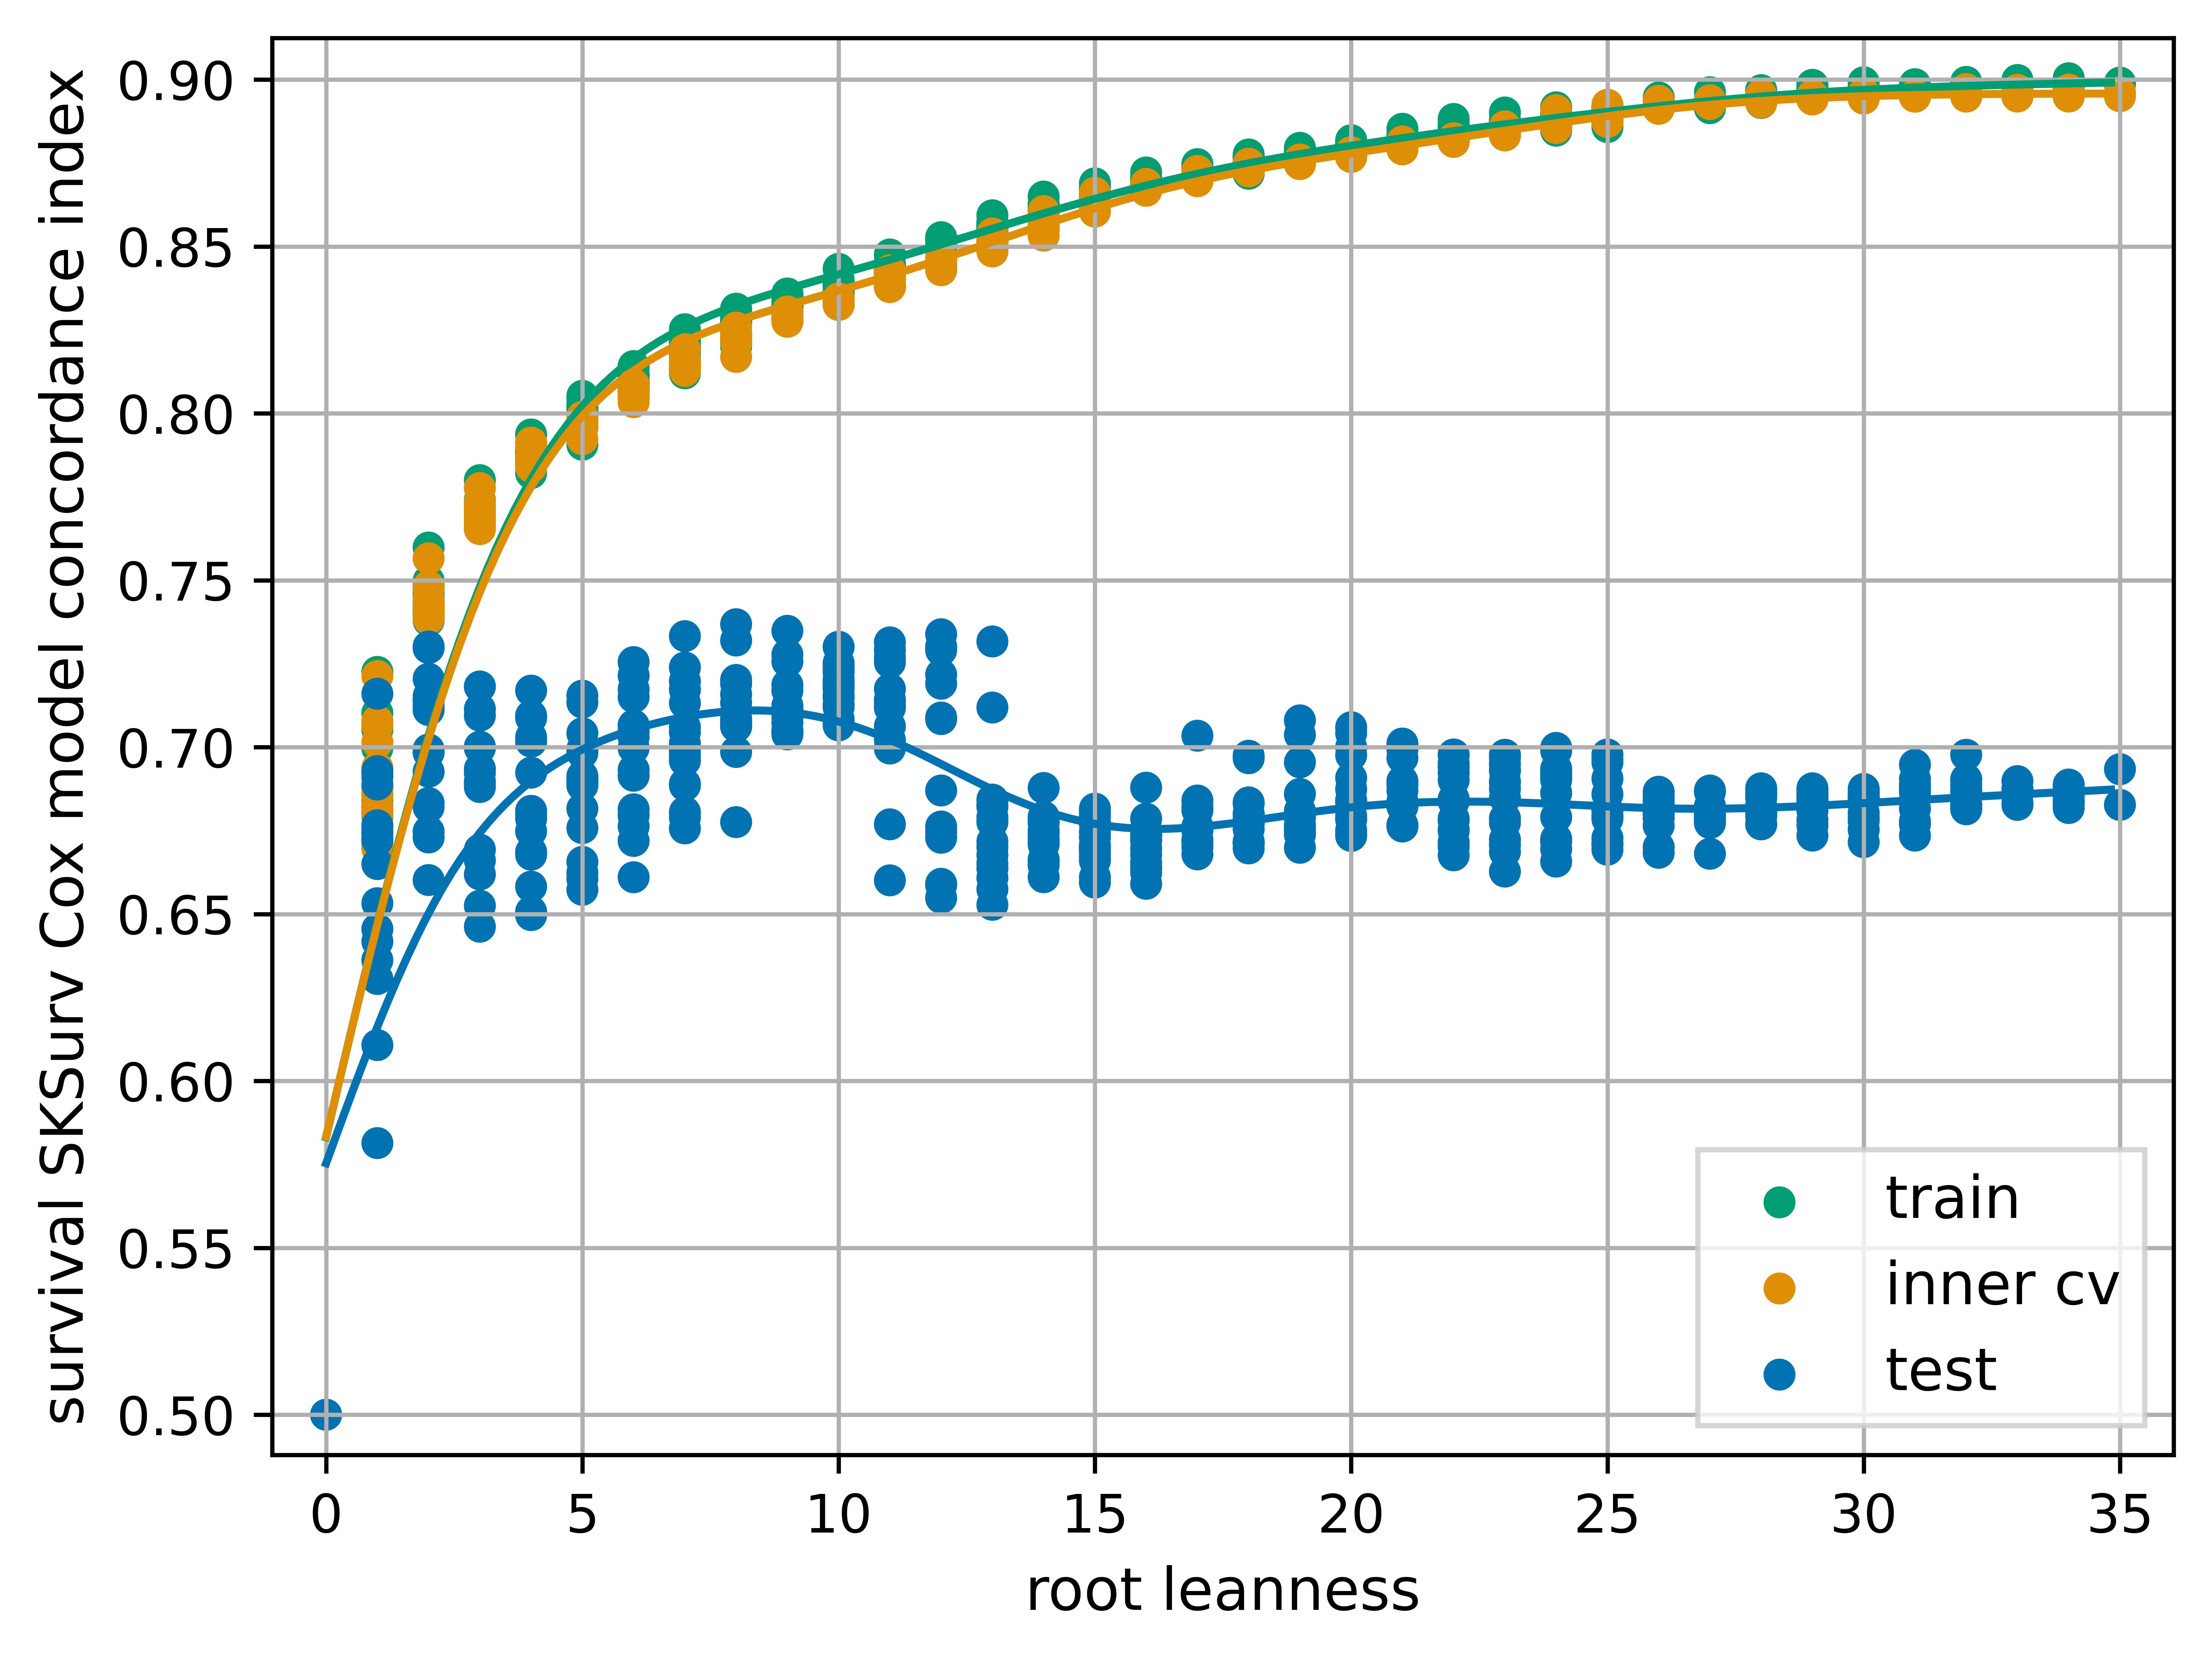 survival SKSurv Cox model concordance index
0.90
0.85
0.80
0.75
0.70
0.65
0.60
0.55
0.50
train
inner cv
test
0 5 10 15 20 25 30 35
root leanness